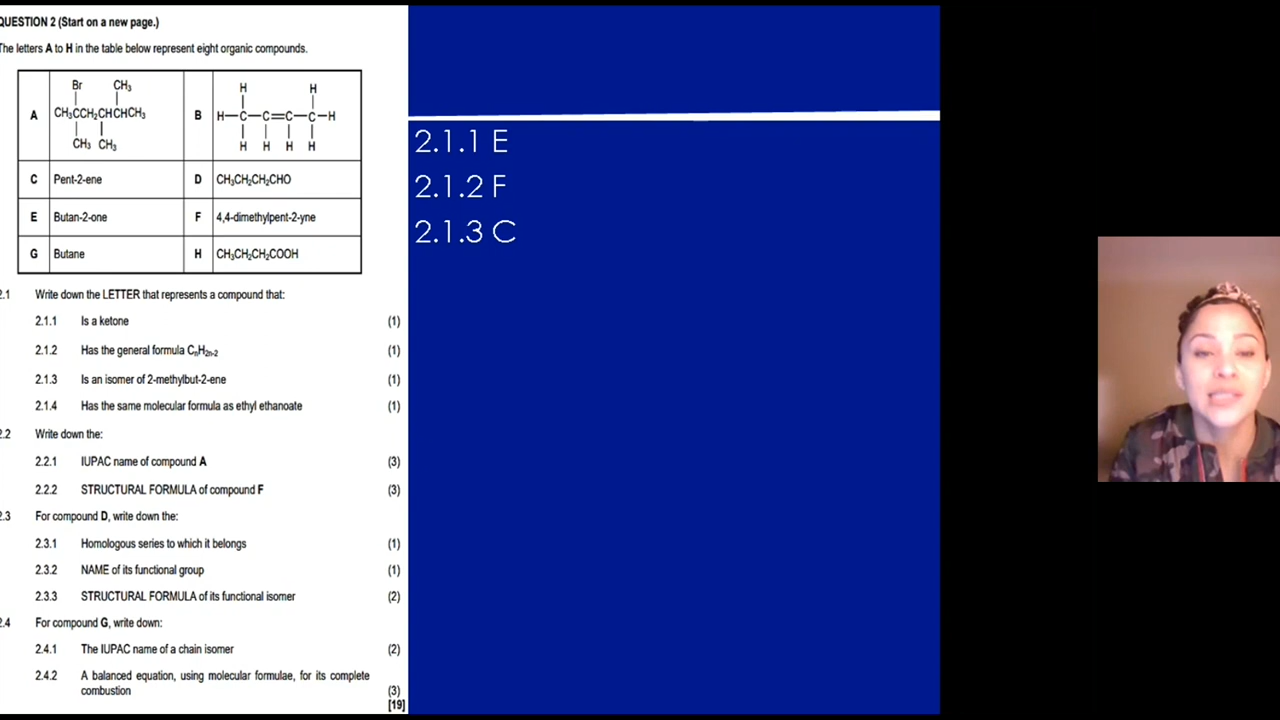 QUESTION 2 (Start on a new page.)
The letters A to H in the table below represent eight organic compounds.
Br CH₃
A CH₃CCH₂CHCHCH₃
CH₃ CH₃
H H
B H—C—C=C—C—H
H H H H
C Pent-2-ene D CH₃CH₂CH₂CHO
E Butan-2-one F 4,4-dimethylpent-2-yne
G Butane H CH₃CH₂CH₂COOH
2.1 Write down the LETTER that represents a compound that:
2.1.1 Is a ketone (1)
2.1.2 Has the general formula CₙH₂ₙ₋₂ (1)
2.1.3 Is an isomer of 2-methylbut-2-ene (1)
2.1.4 Has the same molecular formula as ethyl ethanoate (1)
2.2 Write down the:
2.2.1 IUPAC name of compound A (3)
2.2.2 STRUCTURAL FORMULA of compound F (3)
2.3 For compound D, write down the:
2.3.1 Homologous series to which it belongs (1)
2.3.2 NAME of its functional group (1)
2.3.3 STRUCTURAL FORMULA of its functional isomer (2)
2.4 For compound G, write down:
2.4.1 The IUPAC name of a chain isomer (2)
2.4.2 A balanced equation, using molecular formulae, for its complete
combustion (3)
[19]
2.1.1 E
2.1.2 F
2.1.3 C